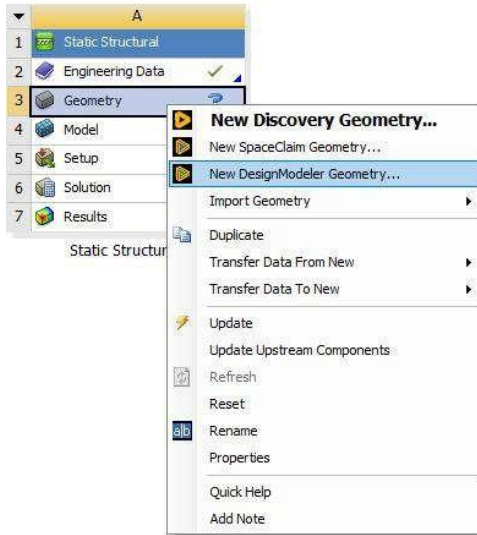 A
1 Static Structural
2 Engineering Data
3 Geometry
4 Model
5 Setup
6 Solution
7 Results
Static Structur
New Discovery Geometry...
New SpaceClaim Geometry...
New DesignModeler Geometry...
Import Geometry
Duplicate
Transfer Data From New
Transfer Data To New
Update
Update Upstream Components
Refresh
Reset
a|b Rename
Properties
Quick Help
Add Note